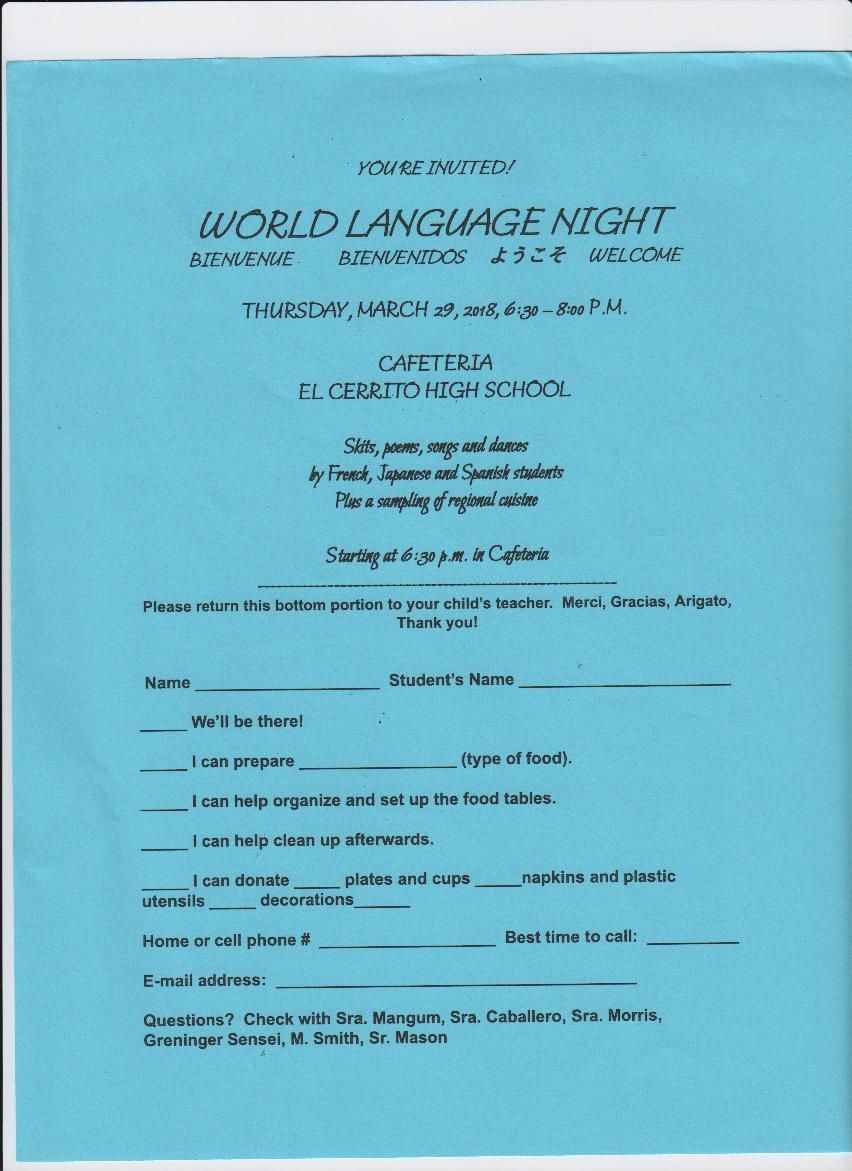 YOU'RE INVITED!
WORLD LANGUAGE NIGHT
BIENVENUE BIENVENIDOS ようこそ WELCOME
THURSDAY, MARCH 29, 2018, 6:30 – 8:00 P.M.
CAFETERIA
EL CERRITO HIGH SCHOOL
Skits, poems, songs and dances
by French, Japanese and Spanish students
Plus a sampling of regional cuisine
Starting at 6:30 p.m. in Cafeteria
Please return this bottom portion to your child's teacher. Merci, Gracias, Arigato,
Thank you!
Name ____________________ Student's Name _______________________
_____ We'll be there!
_____ I can prepare _________________ (type of food).
_____ I can help organize and set up the food tables.
_____ I can help clean up afterwards.
_____ I can donate _____ plates and cups _____napkins and plastic
utensils _____ decorations______
Home or cell phone # ___________________ Best time to call: __________
E-mail address: _______________________________________
Questions? Check with Sra. Mangum, Sra. Caballero, Sra. Morris,
Greninger Sensei, M. Smith, Sr. Mason